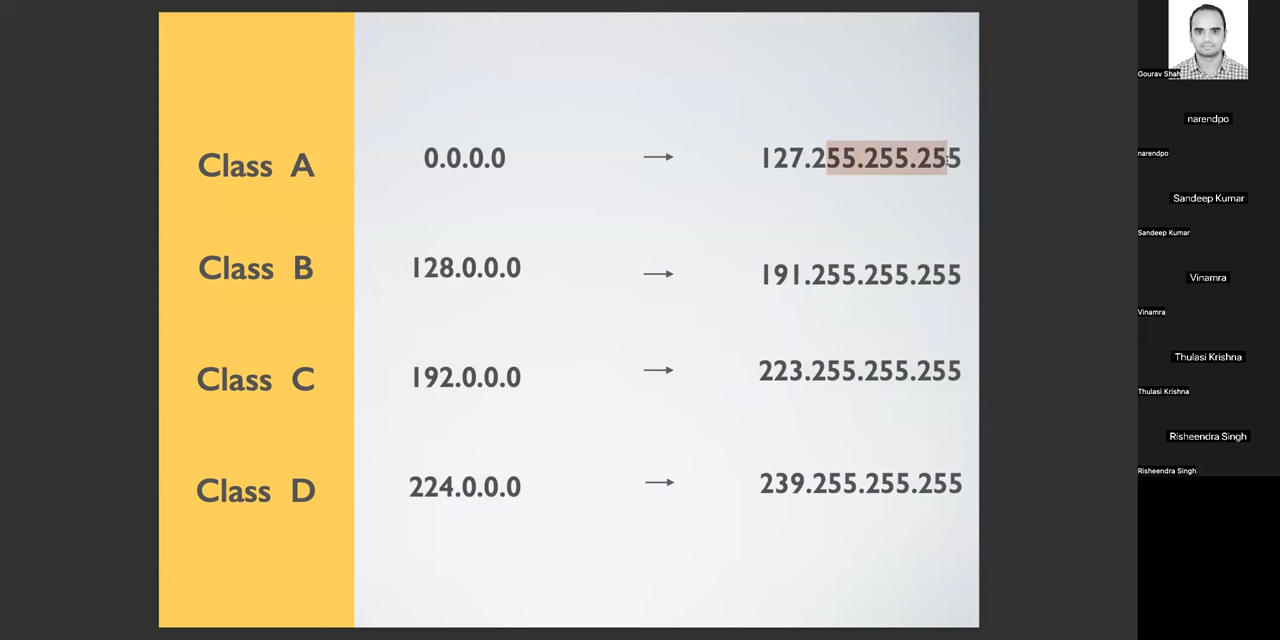 Class A 0.0.0.0 → 127.255.255.255
Class B 128.0.0.0 → 191.255.255.255
Class C 192.0.0.0 → 223.255.255.255
Class D 224.0.0.0 → 239.255.255.255
Gourav Shah
narendpo
narendpo
Sandeep Kumar
Sandeep Kumar
Vinamra
Vinamra
Thulasi Krishna
Thulasi Krishna
Risheendra Singh
Risheendra Singh